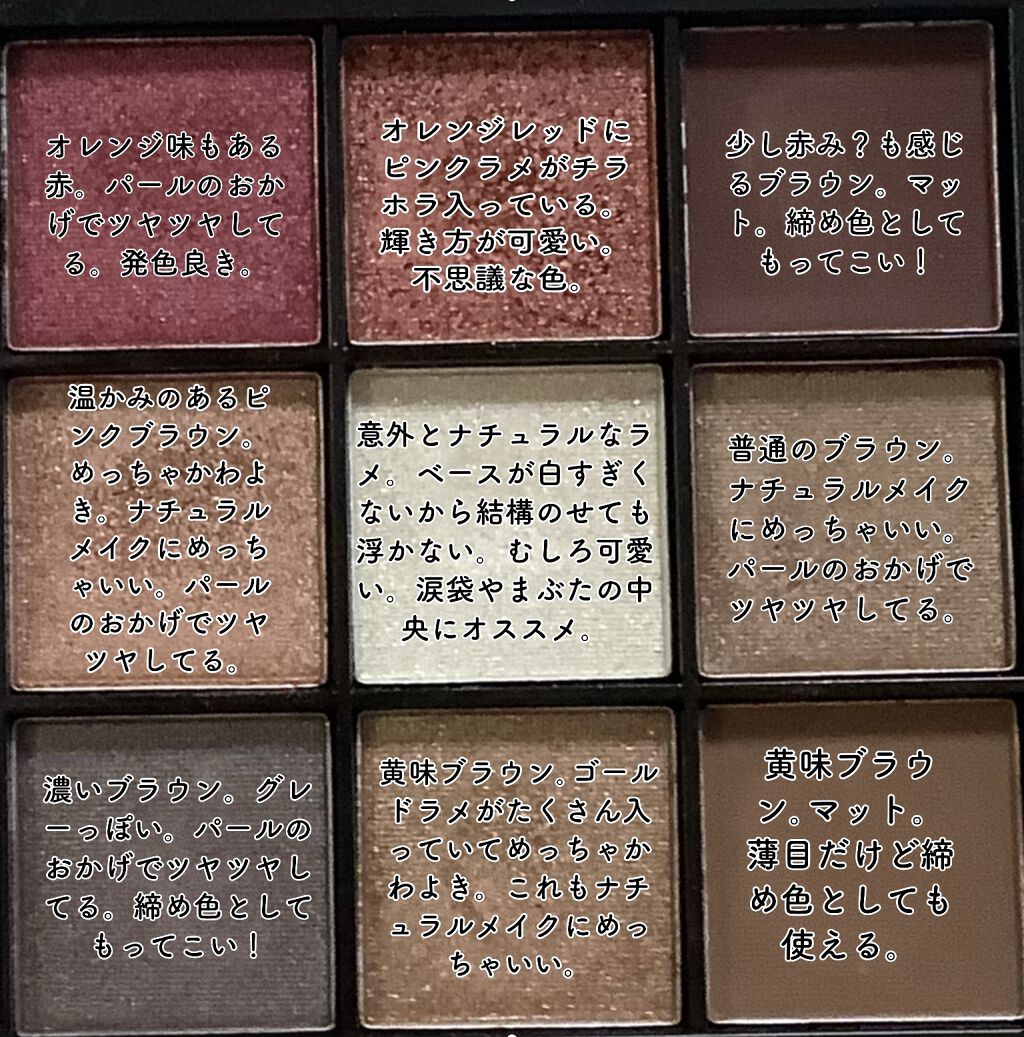 オレンジ味もある
赤。パールのおか
げでツヤツヤして
る。発色良き。
オレンジレッドに
ピンクラメがチラ
ホラ入っている。
輝き方が可愛い。
不思議な色。
少し赤み？も感じ
るブラウン。マッ
ト。締め色として
もってこい！
温かみのあるピ
ンクブラウン。
めっちゃかわよ
き。ナチュラル
メイクにめっち
ゃいい。パール
のおかげでツヤ
ツヤしてる。
意外とナチュラルなラ
メ。ベースが白すぎく
ないから結構のせても
浮かない。むしろ可愛
い。涙袋やまぶたの中
央にオススメ。
普通のブラウン。
ナチュラルメイク
にめっちゃいい。
パールのおかげで
ツヤツヤしてる。
濃いブラウン。グレ
ーっぽい。パールの
おかげでツヤツヤし
てる。締め色として
もってこい！
黄味ブラウン。ゴール
ドラメがたくさん入
っていてめっちゃか
わよき。これもナチ
ュラルメイクにめっ
ちゃいい。
黄味ブラウ
ン。マット。
薄目だけど締
め色としても
使える。